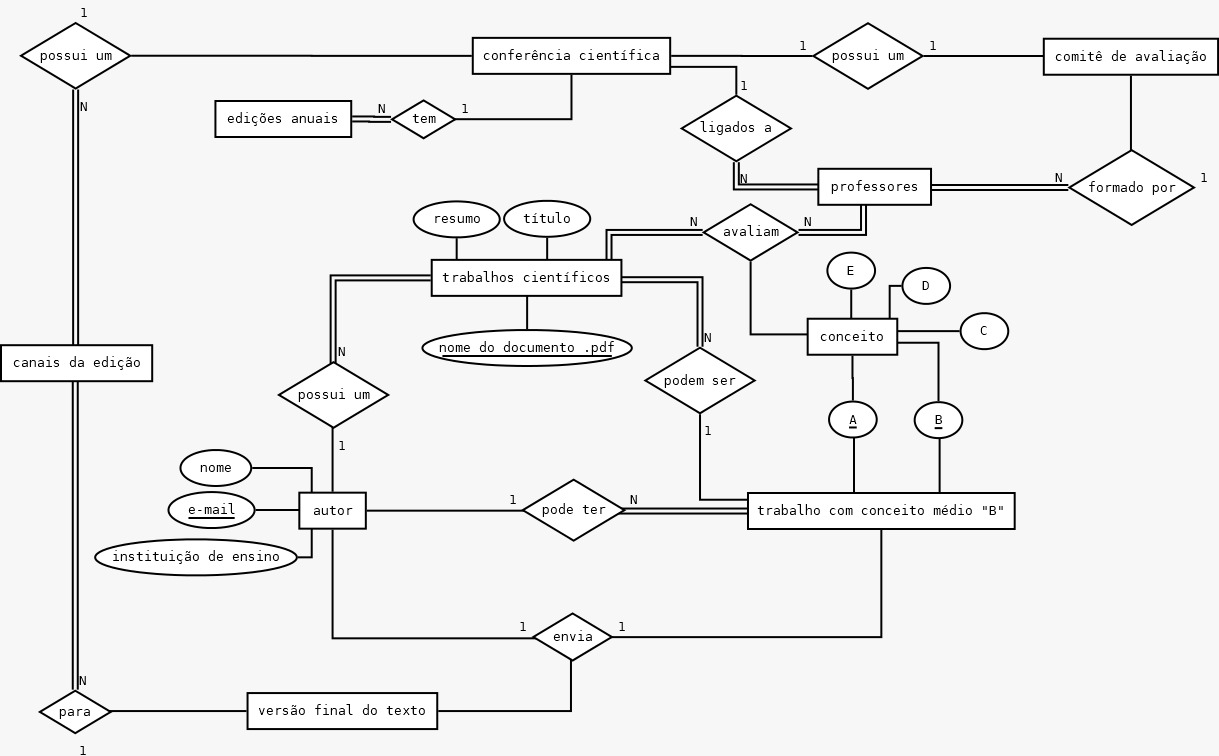 1
possui um
conferência científica
1
possui um
1
comitê de avaliação
N
edições anuais
N
tem
1
1
ligados a
N
professores
N
formado por
1
resumo
título
N
avaliam
N
trabalhos científicos
E
D
nome do documento .pdf
conceito
C
canais da edição
N
possui um
1
N
podem ser
1
A
B
nome
e-mail
instituição de ensino
autor
1
pode ter
N
trabalho com conceito médio "B"
1
envia
1
N
para
1
versão final do texto